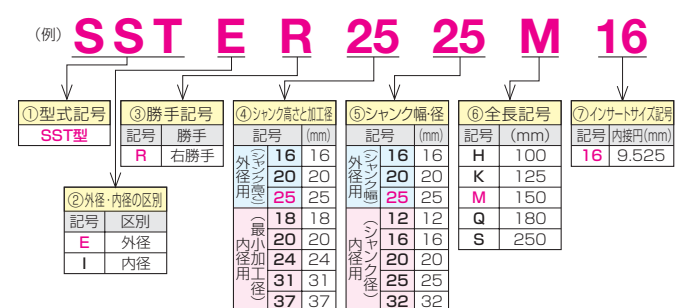 (例) SST E R 25 25 M 16
①型式記号
SST型
②外径・内径の区別
記号 区別
E 外径
I 内径
③勝手記号
記号 勝手
R 右勝手
④シャンク高さと加工径
記号 (mm)
外径用(シャンク高さ)
16 16
20 20
25 25
内径用(最小加工径)
18 18
20 20
24 24
31 31
37 37
⑤シャンク幅・径
記号 (mm)
外径用(シャンク幅)
16 16
20 20
25 25
内径用(シャンク径)
12 12
16 16
20 20
25 25
32 32
⑥全長記号
記号 (mm)
H 100
K 125
M 150
Q 180
S 250
⑦インサートサイズ記号
記号 内接円(mm)
16 9.525